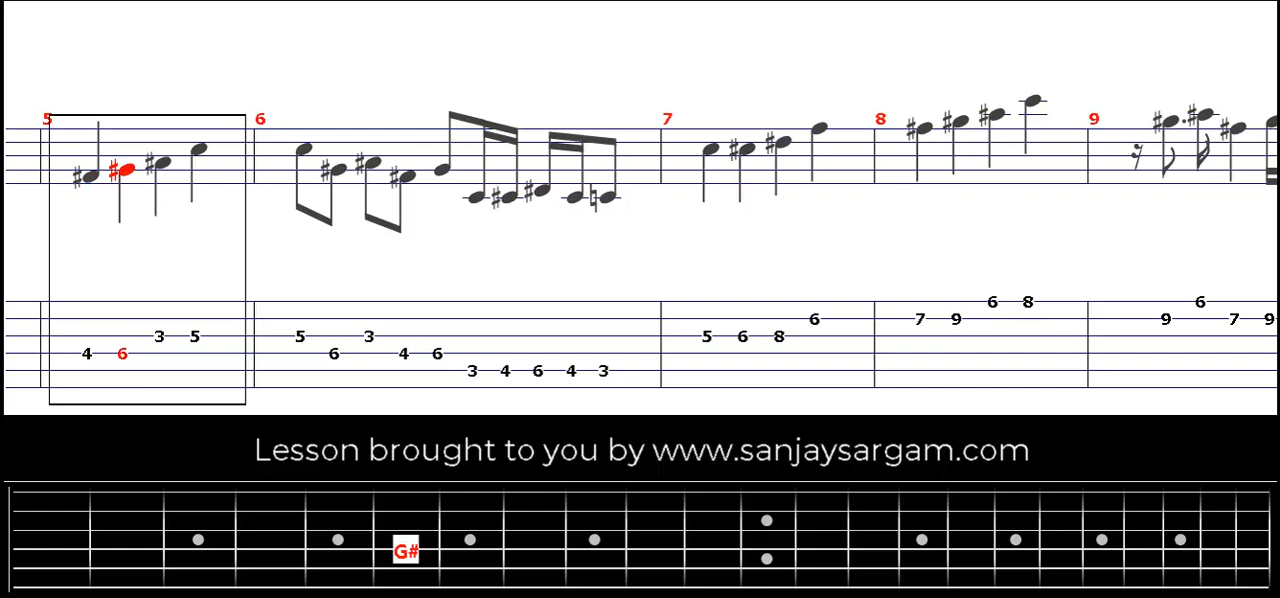 5 6 7 8 9
6 8 6
6 7 9 9 7 9
3 5 5 3 5 6 8
4 6 6 4 6
3 4 6 4 3
Lesson brought to you by www.sanjaysargam.com
G#